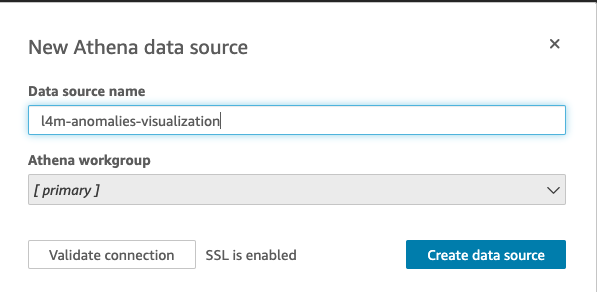 New Athena data source
Data source name
l4m-anomalies-visualization
Athena workgroup
[ primary ]
Validate connection SSL is enabled Create data source